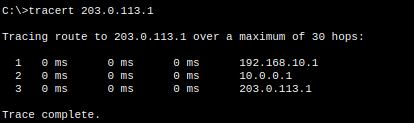 C:\>tracert 203.0.113.1
Tracing route to 203.0.113.1 over a maximum of 30 hops:
1 0 ms 0 ms 0 ms 192.168.10.1
2 0 ms 0 ms 0 ms 10.0.0.1
3 0 ms 0 ms 0 ms 203.0.113.1
Trace complete.